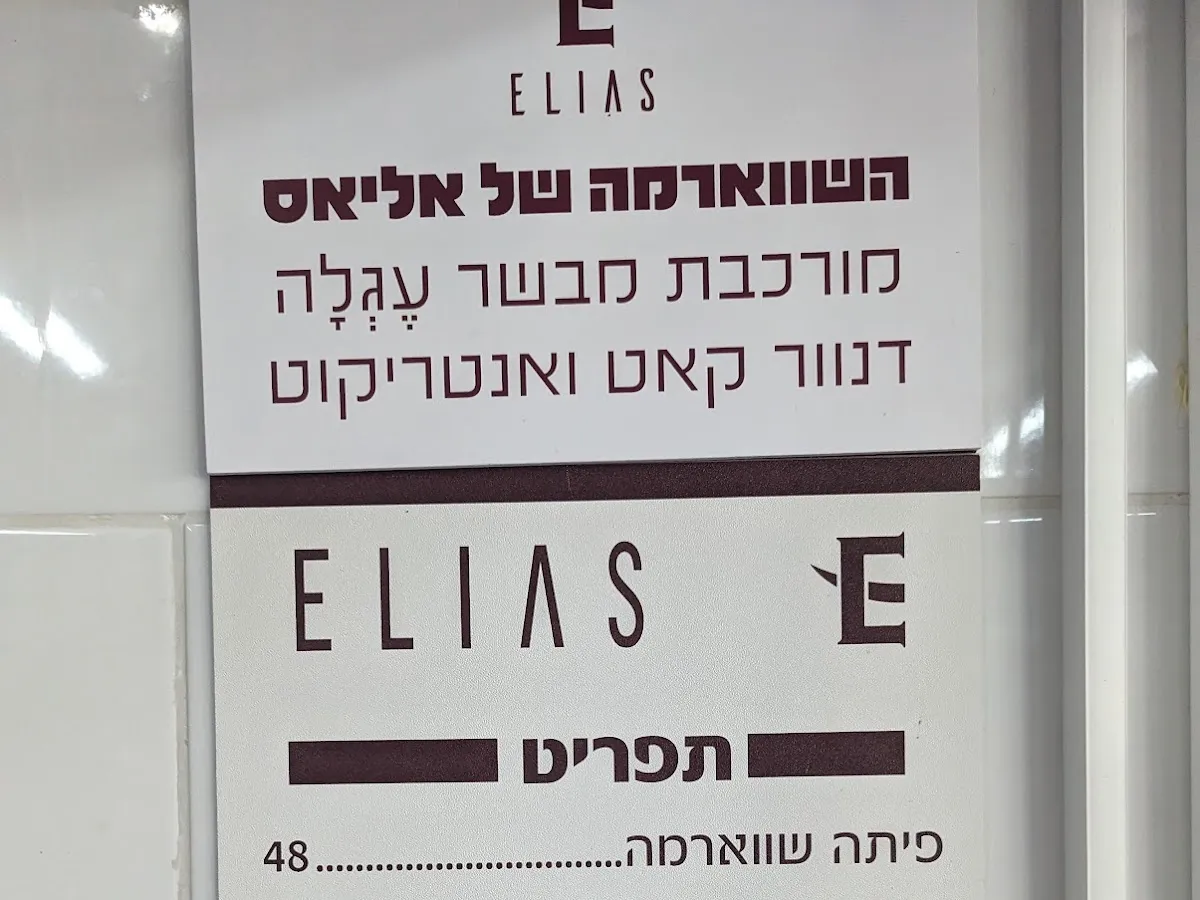 E
ELIAS
השווארמה של אליאס
מורכבת מבשר עֶגְלָה
דנוור קאט ואנטריקוט
ELIAS E
תפריט
פיתה שווארמה..............................48